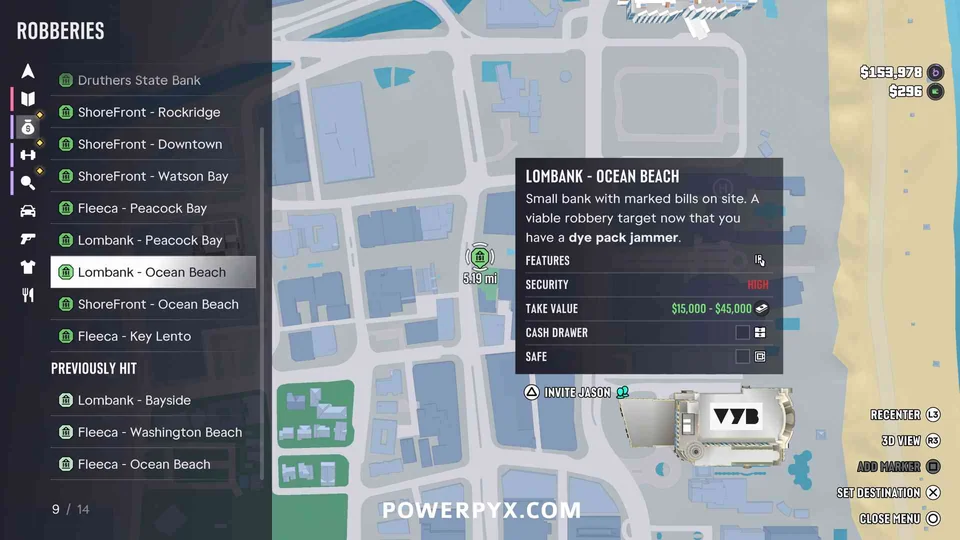 ROBBERIES
Druthers State Bank
ShoreFront - Rockridge
ShoreFront - Downtown
ShoreFront - Watson Bay
Fleeca - Peacock Bay
Lombank - Peacock Bay
Lombank - Ocean Beach
ShoreFront - Ocean Beach
Fleeca - Key Lento
PREVIOUSLY HIT
Lombank - Bayside
Fleeca - Washington Beach
Fleeca - Ocean Beach
9 / 14
5.19 mi
LOMBANK - OCEAN BEACH
Small bank with marked bills on site. A
viable robbery target now that you
have a dye pack jammer.
FEATURES
SECURITY HIGH
TAKE VALUE $15,000 - $45,000
CASH DRAWER
SAFE
INVITE JASON
VYB
$153,978
$296
RECENTER L3
3D VIEW R3
ADD MARKER
SET DESTINATION
CLOSE MENU
POWERPYX.COM